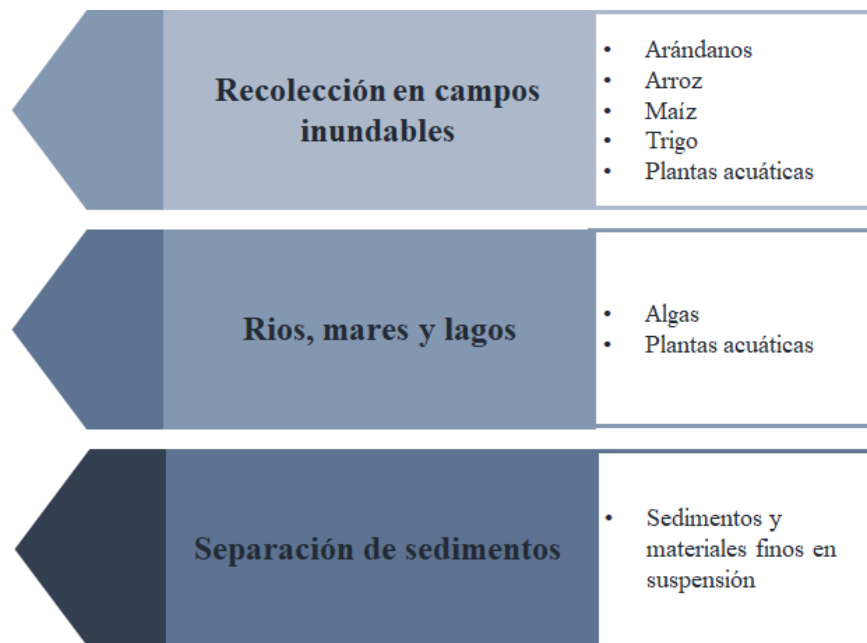 Recolección en campos
inundables
• Arándanos
• Arroz
• Maíz
• Trigo
• Plantas acuáticas
Rios, mares y lagos
• Algas
• Plantas acuáticas
Separación de sedimentos
• Sedimentos y
materiales finos en
suspensión